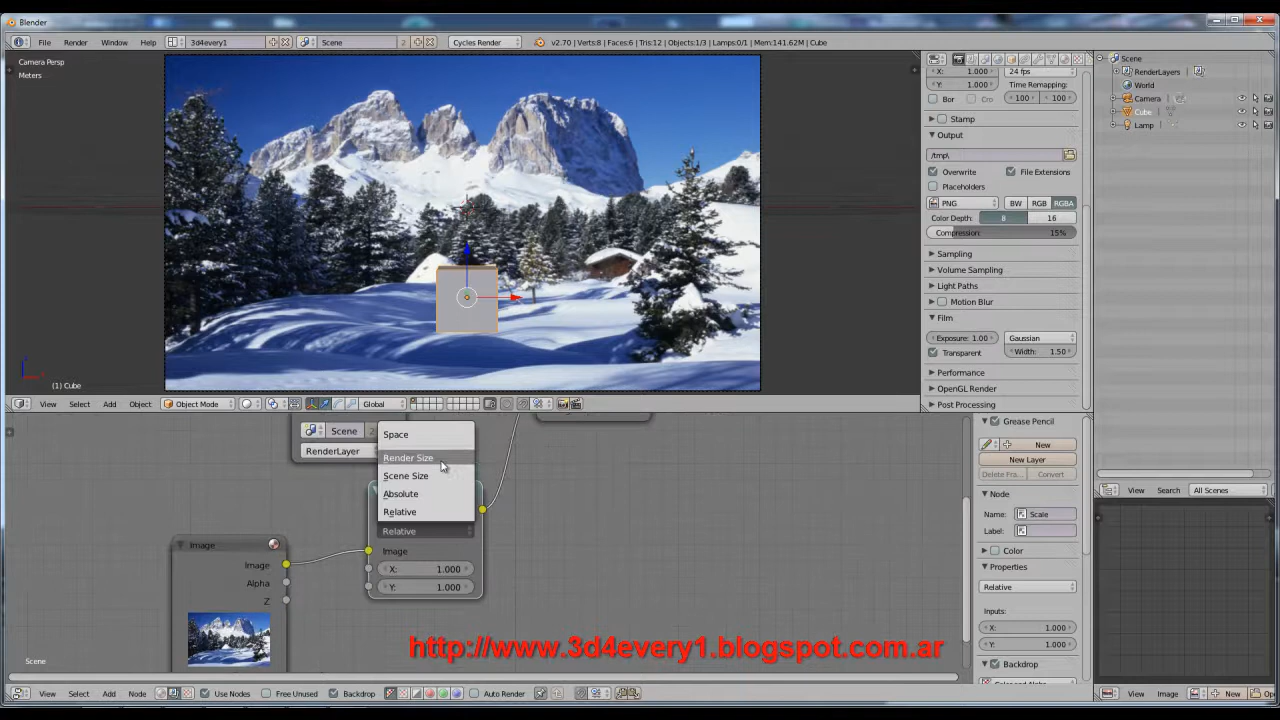 Blender
File Render Window Help 3d4every1 Scene 2 Cycles Render v2.70 | Verts:8 | Faces:6 | Tris:12 | Objects:1/3 | Lamps:0/1 | Mem:141.62M | Cube
Camera Persp
Meters
(1) Cube
View Select Add Object Object Mode Global
X: 1.000 24 fps
Y: 1.000 Time Remapping:
Bor Cro 100 100
Stamp
Output
/tmp\
Overwrite File Extensions
Placeholders
PNG BW RGB RGBA
Color Depth: 8 16
Compression: 15%
Sampling
Volume Sampling
Light Paths
Motion Blur
Film
Exposure: 1.00 Gaussian
Transparent Width: 1.50
Performance
OpenGL Render
Post Processing
Scene
RenderLayers
World
Camera
Cube
Lamp
View Search All Scenes
Scene 2
RenderLayer
Space
Render Size
Scene Size
Absolute
Relative
Relative
Image
X: 1.000
Y: 1.000
Image
Image
Alpha
Z
Scene
http://www.3d4every1.blogspot.com.ar
View Select Add Node Use Nodes Free Unused Backdrop Auto Render
Grease Pencil
New
New Layer
Delete Fra... Convert
Node
Name: Scale
Label:
Color
Properties
Relative
Inputs:
X: 1.000
Y: 1.000
Backdrop
View Image New Op